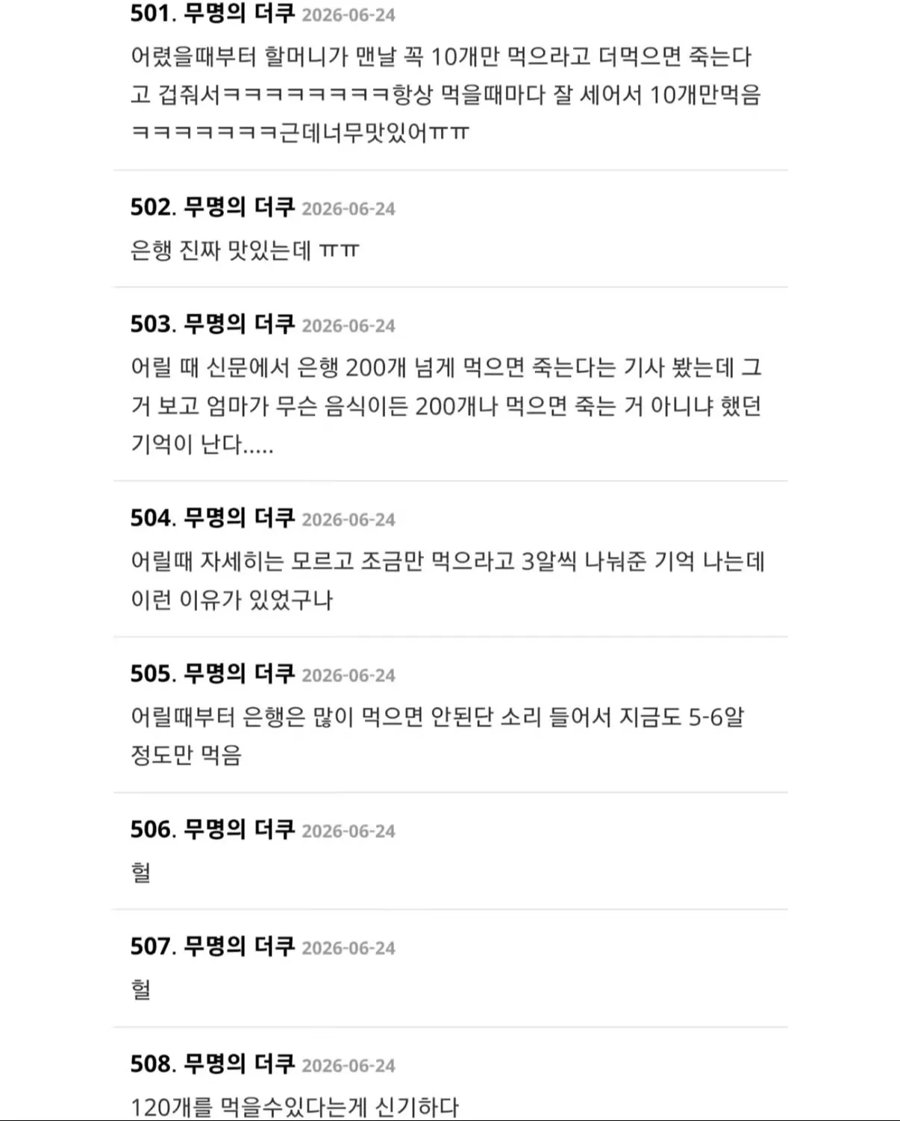 501. 무명의 더쿠 2026-06-24
어렸을때부터 할머니가 맨날 꼭 10개만 먹으라고 더먹으면 죽는다
고 겁줘서ㅋㅋㅋㅋㅋㅋㅋㅋ항상 먹을때마다 잘 세어서 10개만먹음
ㅋㅋㅋㅋㅋㅋㅋ근데너무맛있어ㅠㅠ
502. 무명의 더쿠 2026-06-24
은행 진짜 맛있는데 ㅠㅠ
503. 무명의 더쿠 2026-06-24
어릴 때 신문에서 은행 200개 넘게 먹으면 죽는다는 기사 봤는데 그
거 보고 엄마가 무슨 음식이든 200개나 먹으면 죽는 거 아니냐 했던
기억이 난다.....
504. 무명의 더쿠 2026-06-24
어릴때 자세히는 모르고 조금만 먹으라고 3알씩 나눠준 기억 나는데
이런 이유가 있었구나
505. 무명의 더쿠 2026-06-24
어릴때부터 은행은 많이 먹으면 안된단 소리 들어서 지금도 5-6알
정도만 먹음
506. 무명의 더쿠 2026-06-24
헐
507. 무명의 더쿠 2026-06-24
헐
508. 무명의 더쿠 2026-06-24
120개를 먹을수있다는게 신기하다